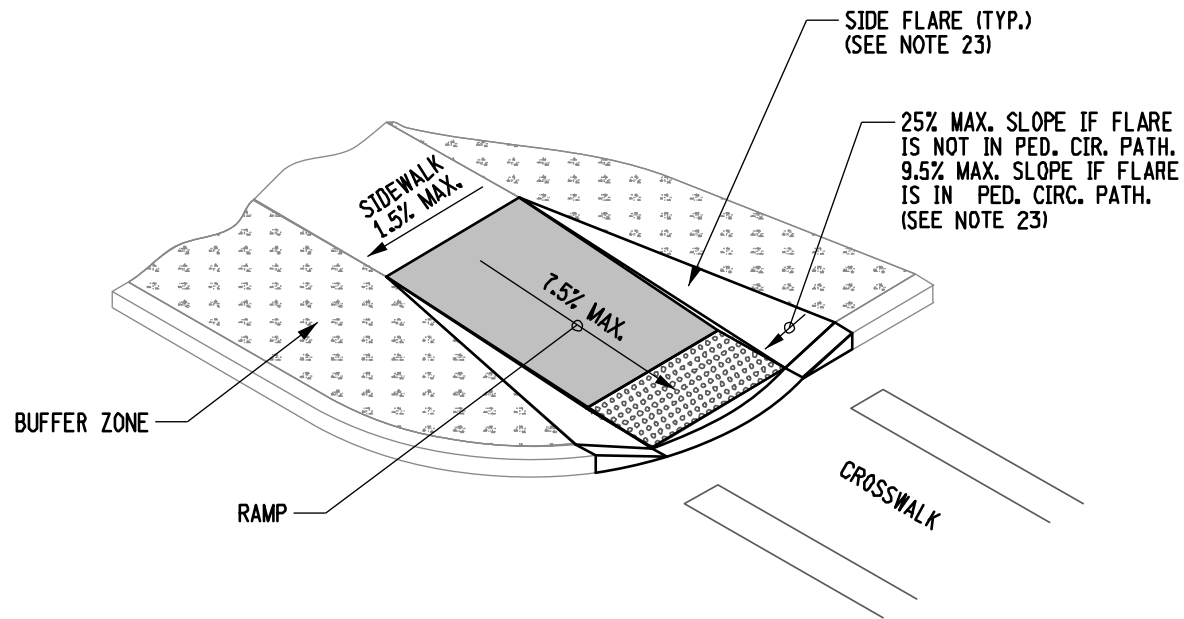 SIDE FLARE (TYP.)
(SEE NOTE 23)
25% MAX. SLOPE IF FLARE
IS NOT IN PED. CIR. PATH.
9.5% MAX. SLOPE IF FLARE
IS IN PED. CIRC. PATH.
(SEE NOTE 23)
SIDEWALK
1.5% MAX.
7.5% MAX.
BUFFER ZONE
RAMP
CROSSWALK